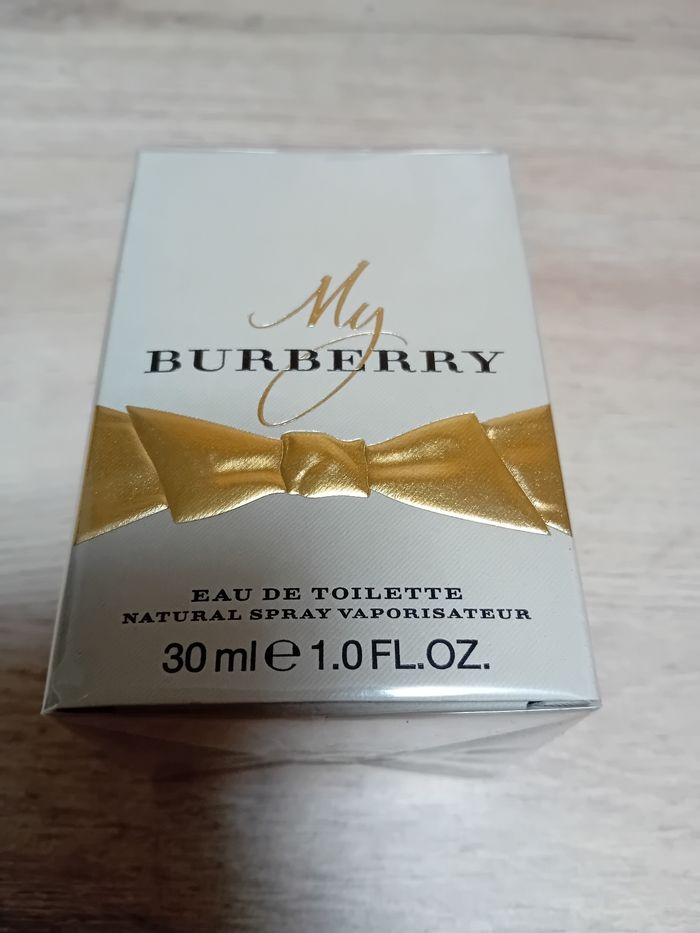 My
BURBERRY
EAU DE TOILETTE
NATURAL SPRAY VAPORISATEUR
30 ml ℮ 1.0 FL.OZ.